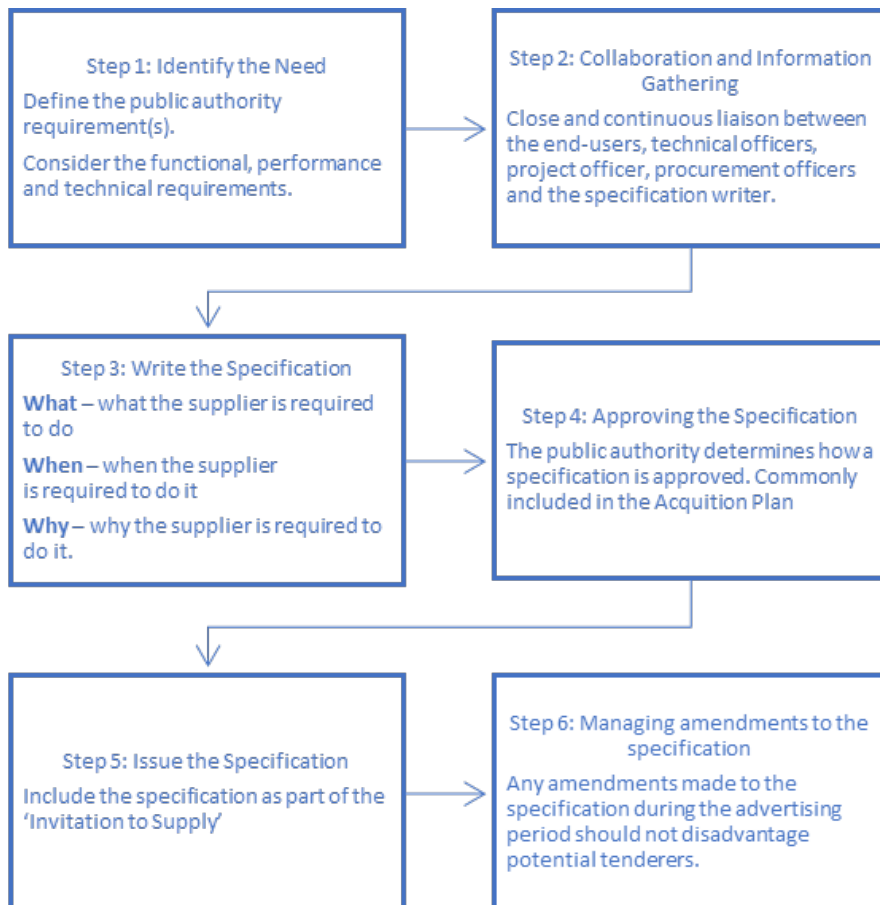 Step 1: Identify the Need
Define the public authority
requirement(s).
Consider the functional, performance
and technical requirements.
Step 2: Collaboration and Information
Gathering
Close and continuous liaison between
the end-users, technical officers,
project officer, procurement officers
and the specification writer.
Step 3: Write the Specification
What – what the supplier is required
to do
When – when the supplier
is required to do it
Why – why the supplier is required to
do it.
Step 4: Approving the Specification
The public authority determines how a
specification is approved. Commonly
included in the Acquition Plan
Step 5: Issue the Specification
Include the specification as part of the
‘Invitation to Supply’
Step 6: Managing amendments to the
specification
Any amendments made to the
specification during the advertising
period should not disadvantage
potential tenderers.